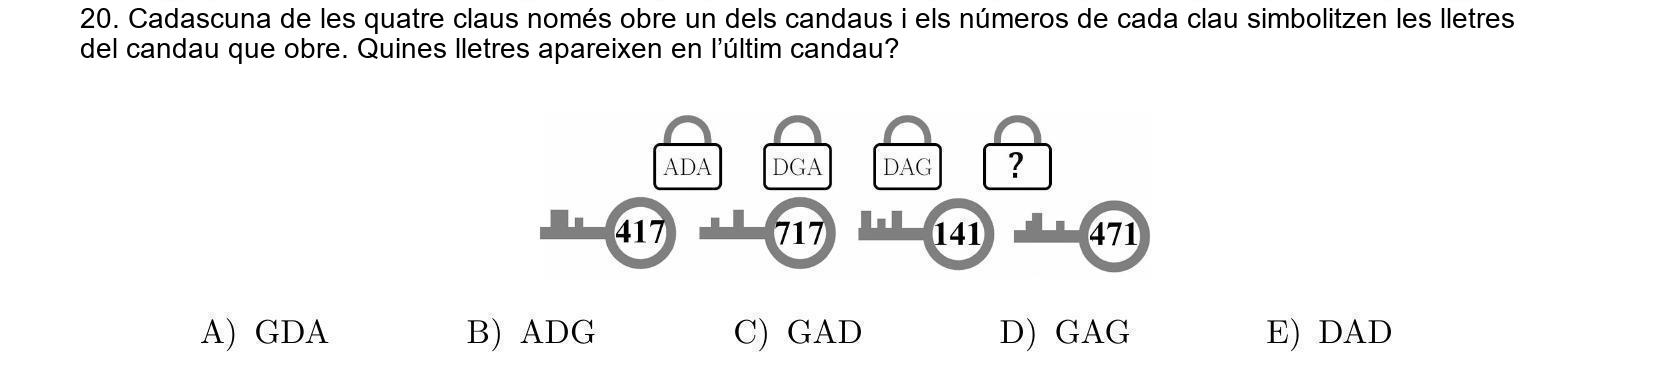 20. Cadascuna de les quatre claus només obre un dels candaus i els números de cada clau simbolitzen les lletres
del candau que obre. Quines lletres apareixen en l'últim candau?
ADA DGA DAG ?
417 717 141 471
A) GDA B) ADG C) GAD D) GAG E) DAD